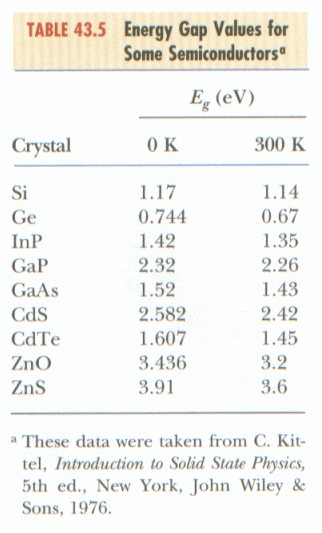 TABLE 43.5 Energy Gap Values for
Some Semiconductorsᵃ
E_g (eV)
Crystal 0 K 300 K
Si 1.17 1.14
Ge 0.744 0.67
InP 1.42 1.35
GaP 2.32 2.26
GaAs 1.52 1.43
CdS 2.582 2.42
CdTe 1.607 1.45
ZnO 3.436 3.2
ZnS 3.91 3.6
ᵃ These data were taken from C. Kit-
tel, Introduction to Solid State Physics,
5th ed., New York, John Wiley &
Sons, 1976.